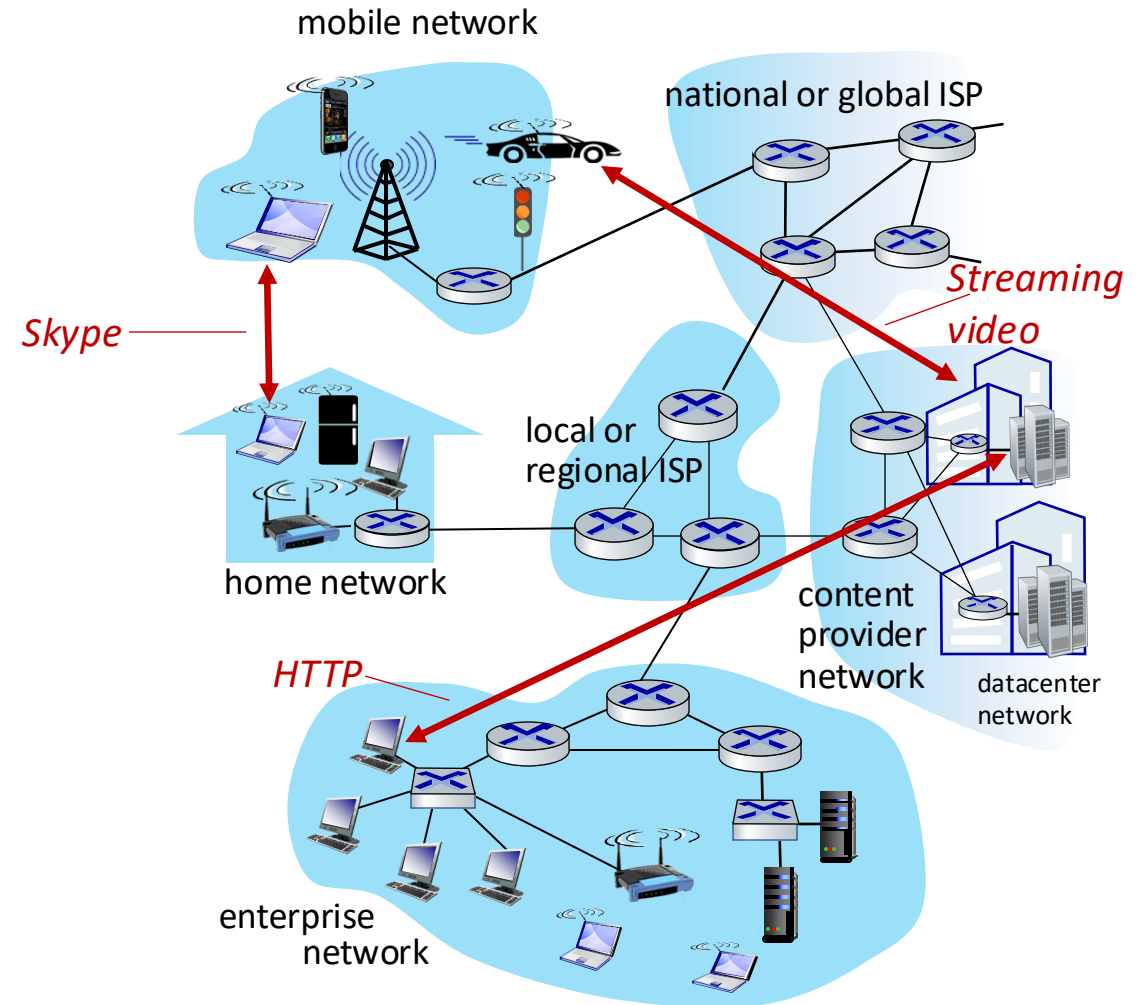 mobile network
national or global ISP
Streaming
video
Skype
local or
regional ISP
home network
content
provider
network
datacenter
network
HTTP
enterprise
network